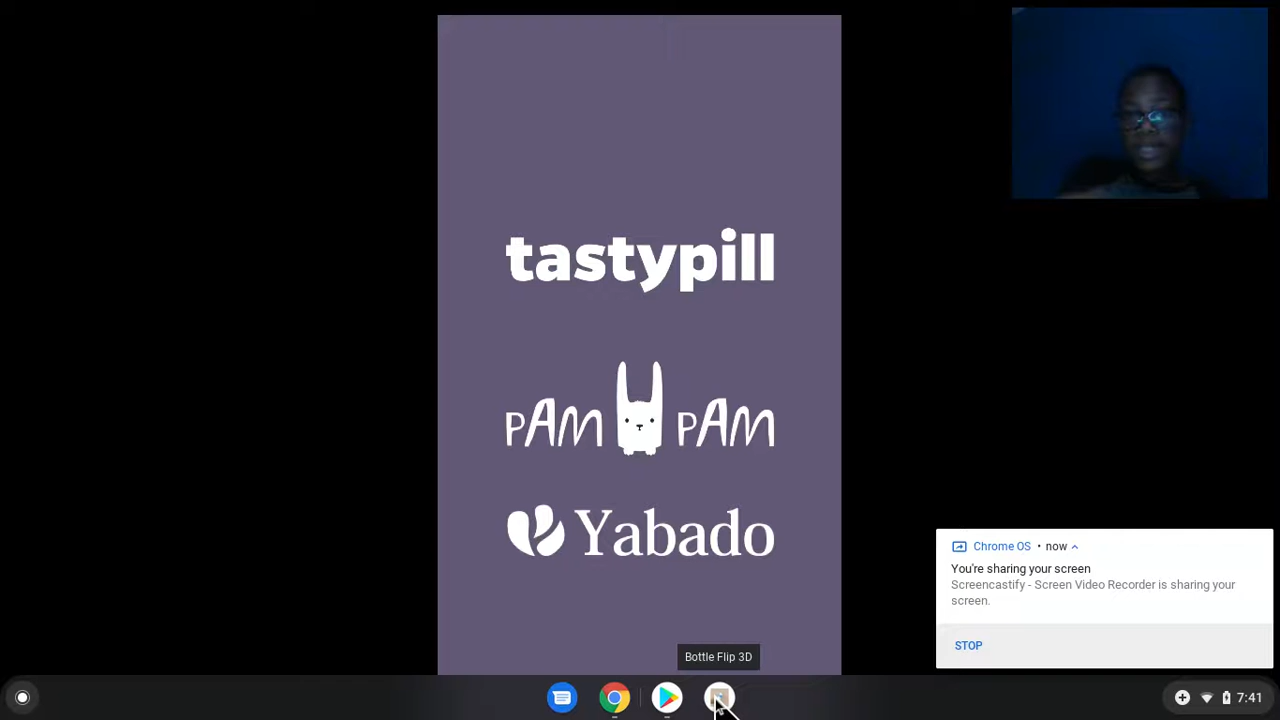 tastypill
PAM PAM
Yabado
Chrome OS • now
You're sharing your screen
Screencastify - Screen Video Recorder is sharing your
screen.
STOP
Bottle Flip 3D
7:41